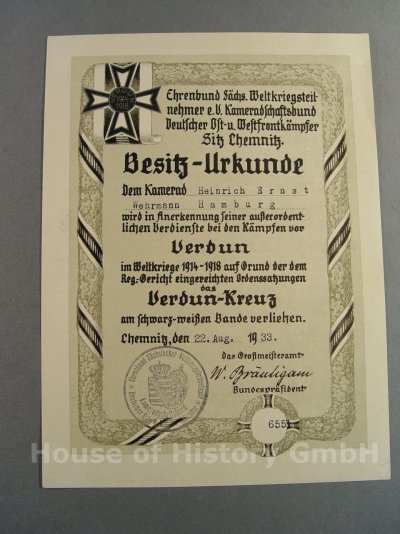 Ehrenbund Sächs. Weltkriegsteil-
nehmer e.V. Kameradschaftsbund
Deutscher Ost- u. Westfrontkämpfer
Sitz Chemnitz.
Besitz-Urkunde
Dem Kamerad Heinrich Ernst
Wehrmann Hamburg
wird in Anerkennung seiner außerordent-
lichen Verdienste bei den Kämpfen vor
Verdun
im Weltkriege 1914-1918 auf Grund der dem
Reg.-Gericht eingereichten Ordenssatzungen
das
Verdun-Kreuz
am schwarz-weißen Bande verliehen.
Chemnitz, den 22. Aug. 1933.
Das Großmeisteramt
W. Bräutigam
Bundespräsident
655
House of History GmbH